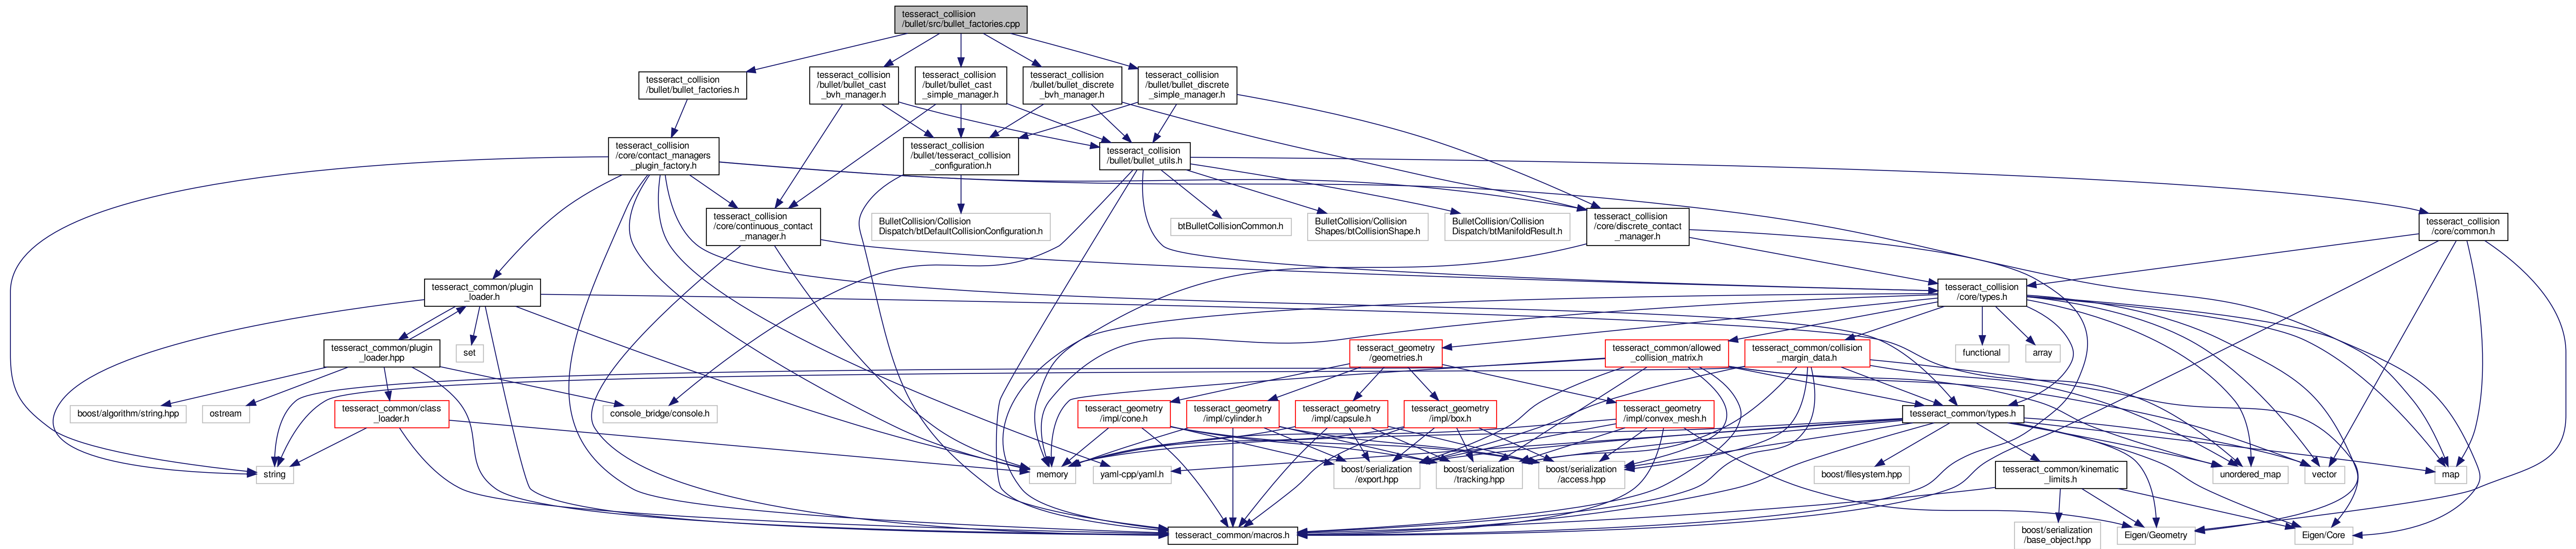 tesseract_collision
/bullet/src/bullet_factories.cpp
tesseract_collision
/bullet/bullet_factories.h
tesseract_collision
/bullet/bullet_cast
_bvh_manager.h
tesseract_collision
/bullet/bullet_cast
_simple_manager.h
tesseract_collision
/bullet/bullet_discrete
_bvh_manager.h
tesseract_collision
/bullet/bullet_discrete
_simple_manager.h
tesseract_collision
/core/contact_managers
_plugin_factory.h
tesseract_collision
/bullet/tesseract_collision
_configuration.h
tesseract_collision
/bullet/bullet_utils.h
tesseract_collision
/core/continuous_contact
_manager.h
BulletCollision/Collision
Dispatch/btDefaultCollisionConfiguration.h
btBulletCollisionCommon.h
BulletCollision/Collision
Shapes/btCollisionShape.h
BulletCollision/Collision
Dispatch/btManifoldResult.h
tesseract_collision
/core/discrete_contact
_manager.h
tesseract_collision
/core/common.h
tesseract_common/plugin
_loader.h
tesseract_collision
/core/types.h
tesseract_common/plugin
_loader.hpp
set
tesseract_geometry
/geometries.h
tesseract_common/allowed
_collision_matrix.h
tesseract_common/collision
_margin_data.h
functional
array
boost/algorithm/string.hpp
ostream
tesseract_common/class
_loader.h
console_bridge/console.h
tesseract_geometry
/impl/cone.h
tesseract_geometry
/impl/cylinder.h
tesseract_geometry
/impl/capsule.h
tesseract_geometry
/impl/box.h
tesseract_geometry
/impl/convex_mesh.h
tesseract_common/types.h
string
memory
yaml-cpp/yaml.h
boost/serialization
/export.hpp
boost/serialization
/tracking.hpp
boost/serialization
/access.hpp
boost/filesystem.hpp
tesseract_common/kinematic
_limits.h
unordered_map
vector
map
tesseract_common/macros.h
boost/serialization
/base_object.hpp
Eigen/Geometry
Eigen/Core